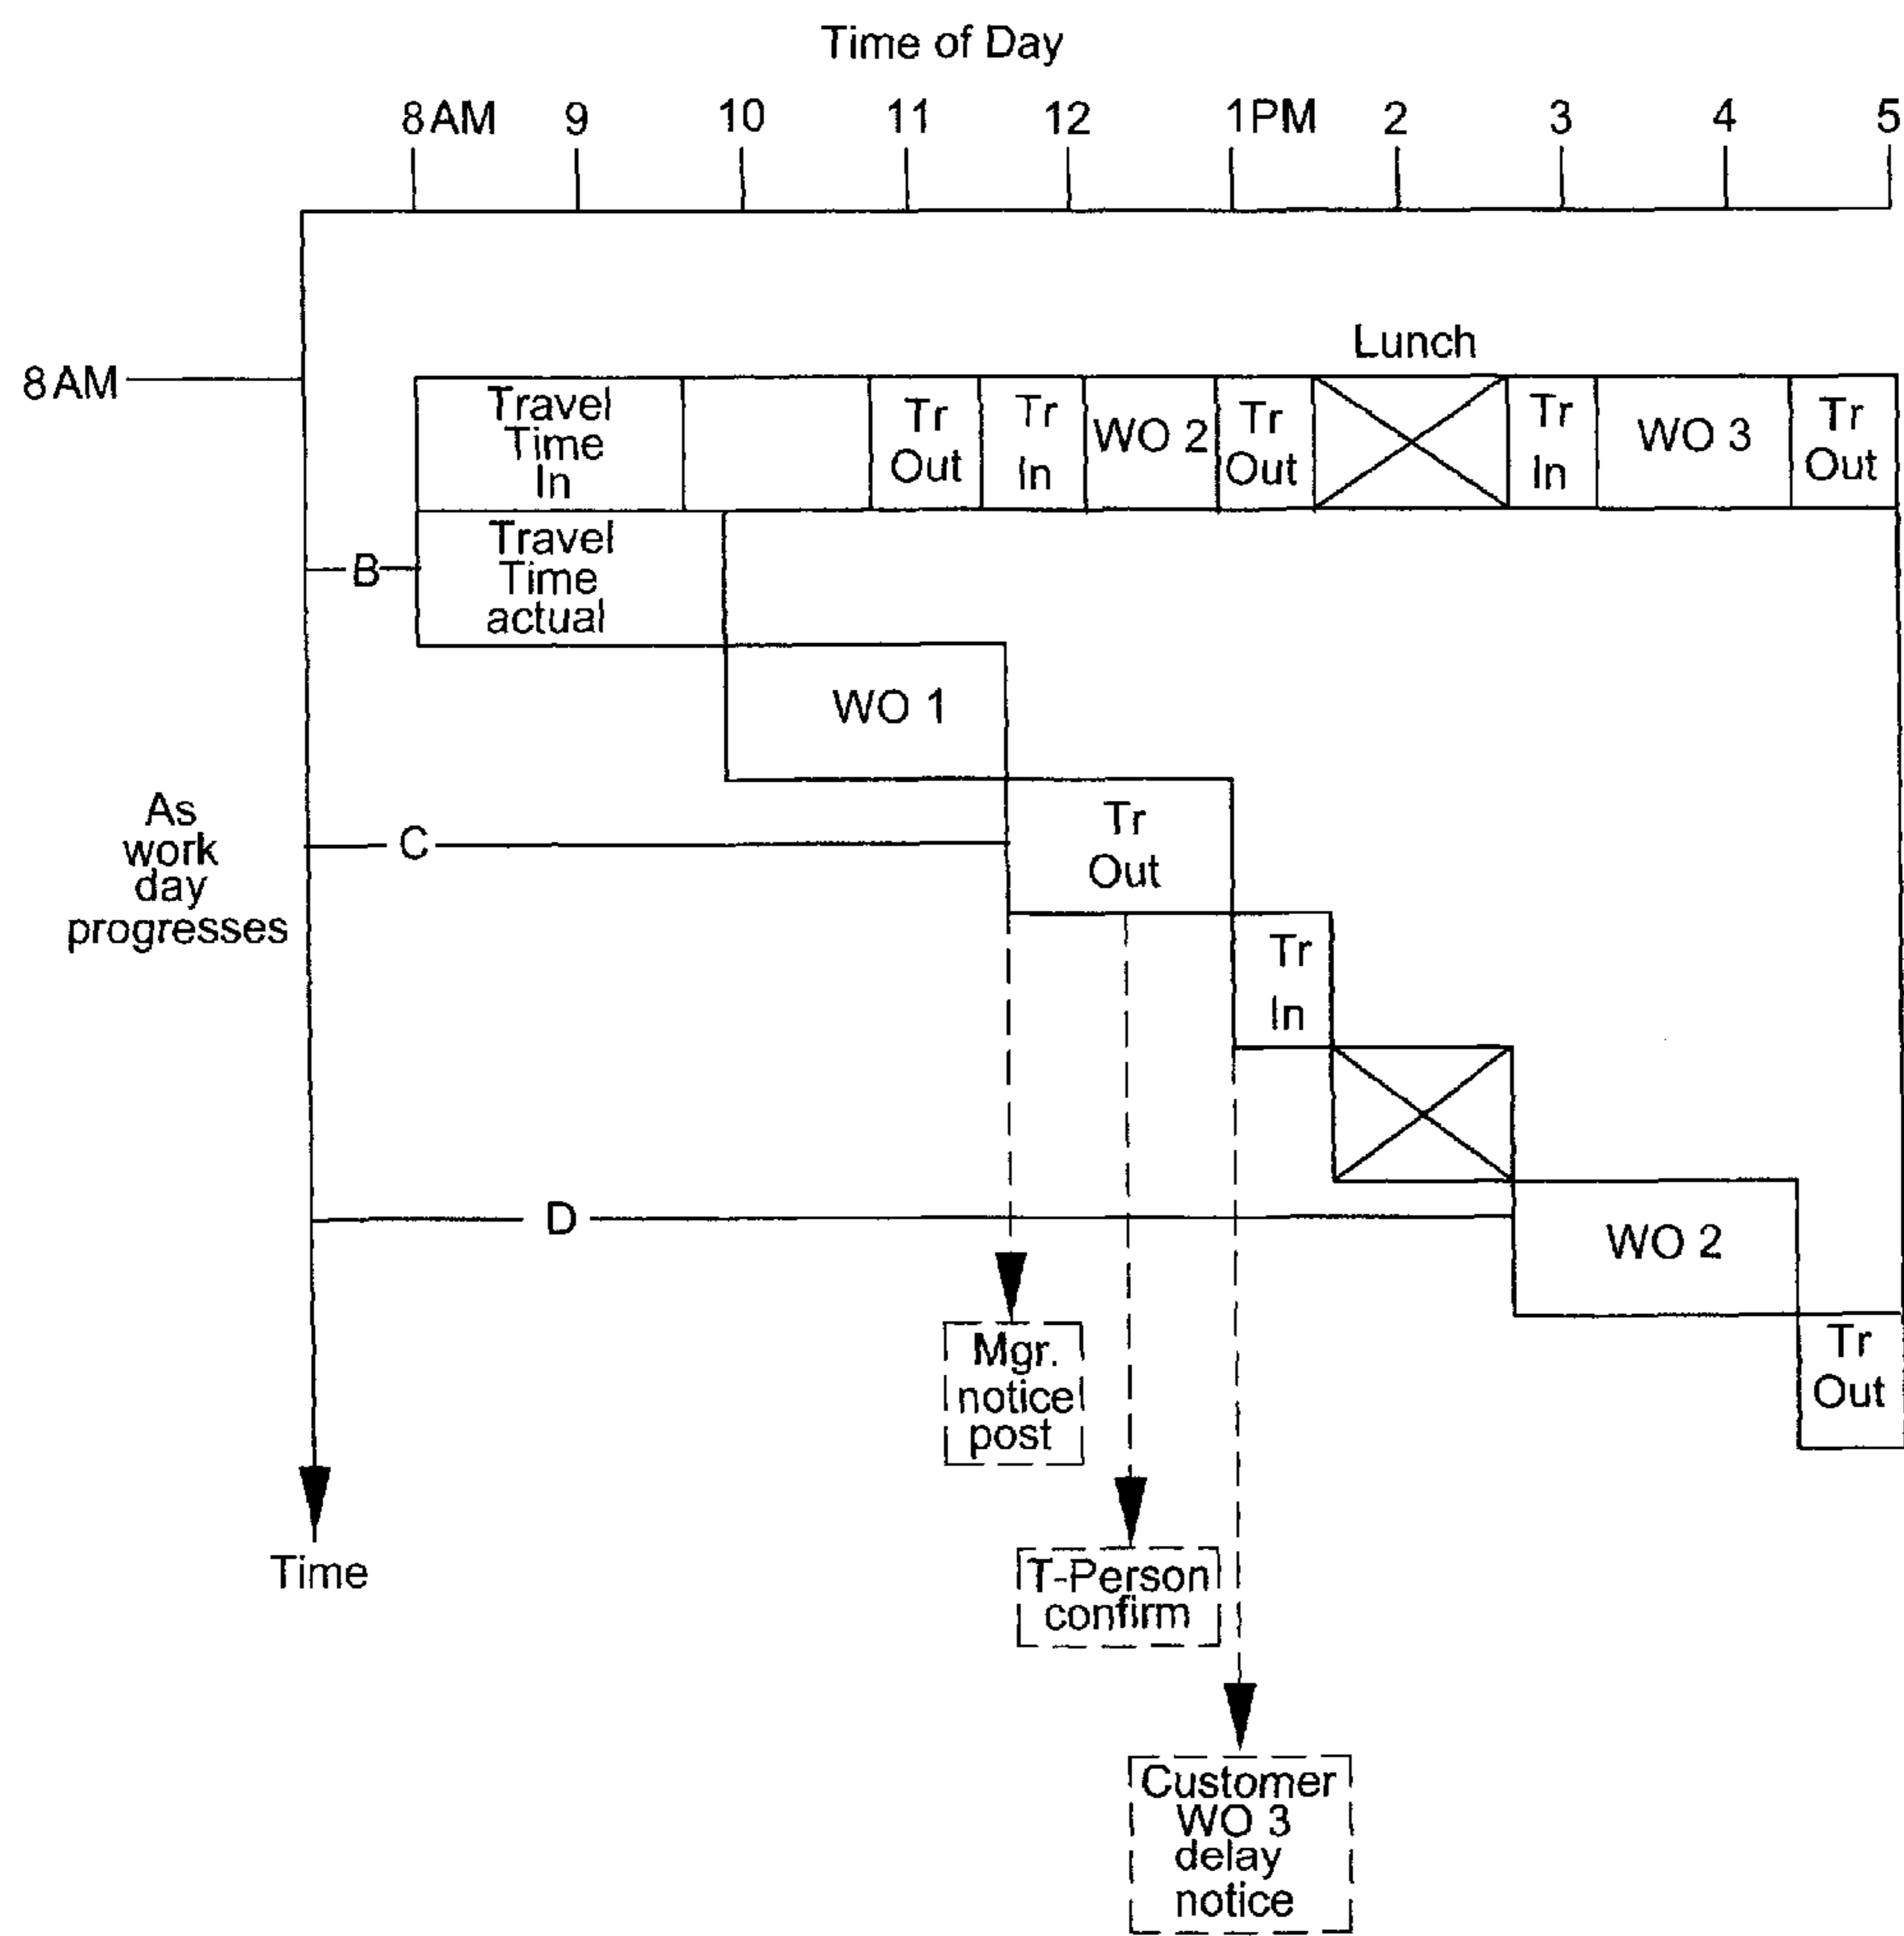 Time of Day
8AM 9 10 11 12 1PM 2 3 4 5
Lunch
8AM
Travel
Time
In
Tr
Out
Tr
In
WO 2
Tr
Out
Tr
In
WO 3
Tr
Out
B
Travel
Time
actual
WO 1
As
work
day
progresses
C
Tr
Out
Tr
In
D
WO 2
Tr
Out
Mgr.
notice
post
Time
T-Person
confirm
Customer
WO 3
delay
notice